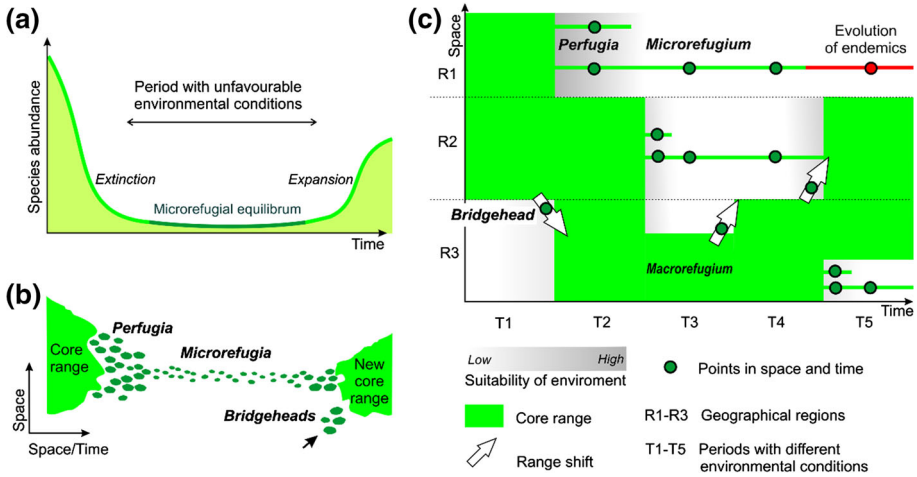 (a)
Species abundance
Period with unfavourable
environmental conditions
Extinction
Expansion
Microrefugial equilibrum
Time
(b)
Perfugia
Core
range
Microrefugia
New
core
range
Bridgeheads
Space
Space/Time
(c)
Space
Perfugia
Microrefugium
Evolution
of endemics
R1
R2
Bridgehead
R3
Macrorefugium
Time
T1
T2
T3
T4
T5
Low
High
Suitability of enviroment
Points in space and time
Core range
R1-R3 Geographical regions
Range shift
T1-T5 Periods with different
environmental conditions